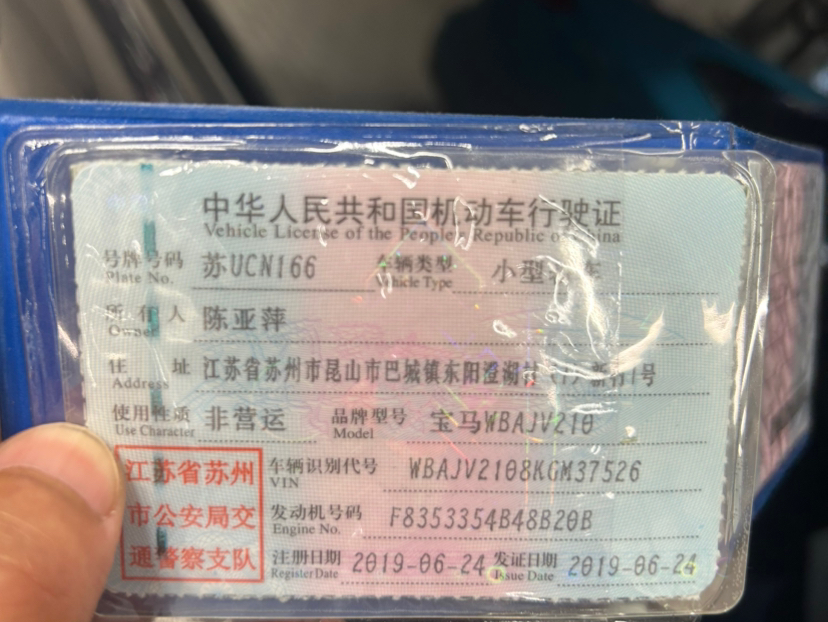 中华人民共和国机动车行驶证
Vehicle License of the People's Republic of China
号牌号码 苏UCN166 车辆类型 小型轿车
Plate No. Vehicle Type
所有人 陈亚萍
Owner
住址 江苏省苏州市昆山市巴城镇东阳澄湖村
Address
使用性质 非营运 品牌型号 宝马WBAJV210
Use Character Model
江苏省苏州
市公安局交
通警察支队
车辆识别代号 WBAJV2108KGM37526
VIN
发动机号码 F8353354B48B20B
Engine No.
注册日期 2019-06-24 发证日期 2019-06-24
Register Date Issue Date